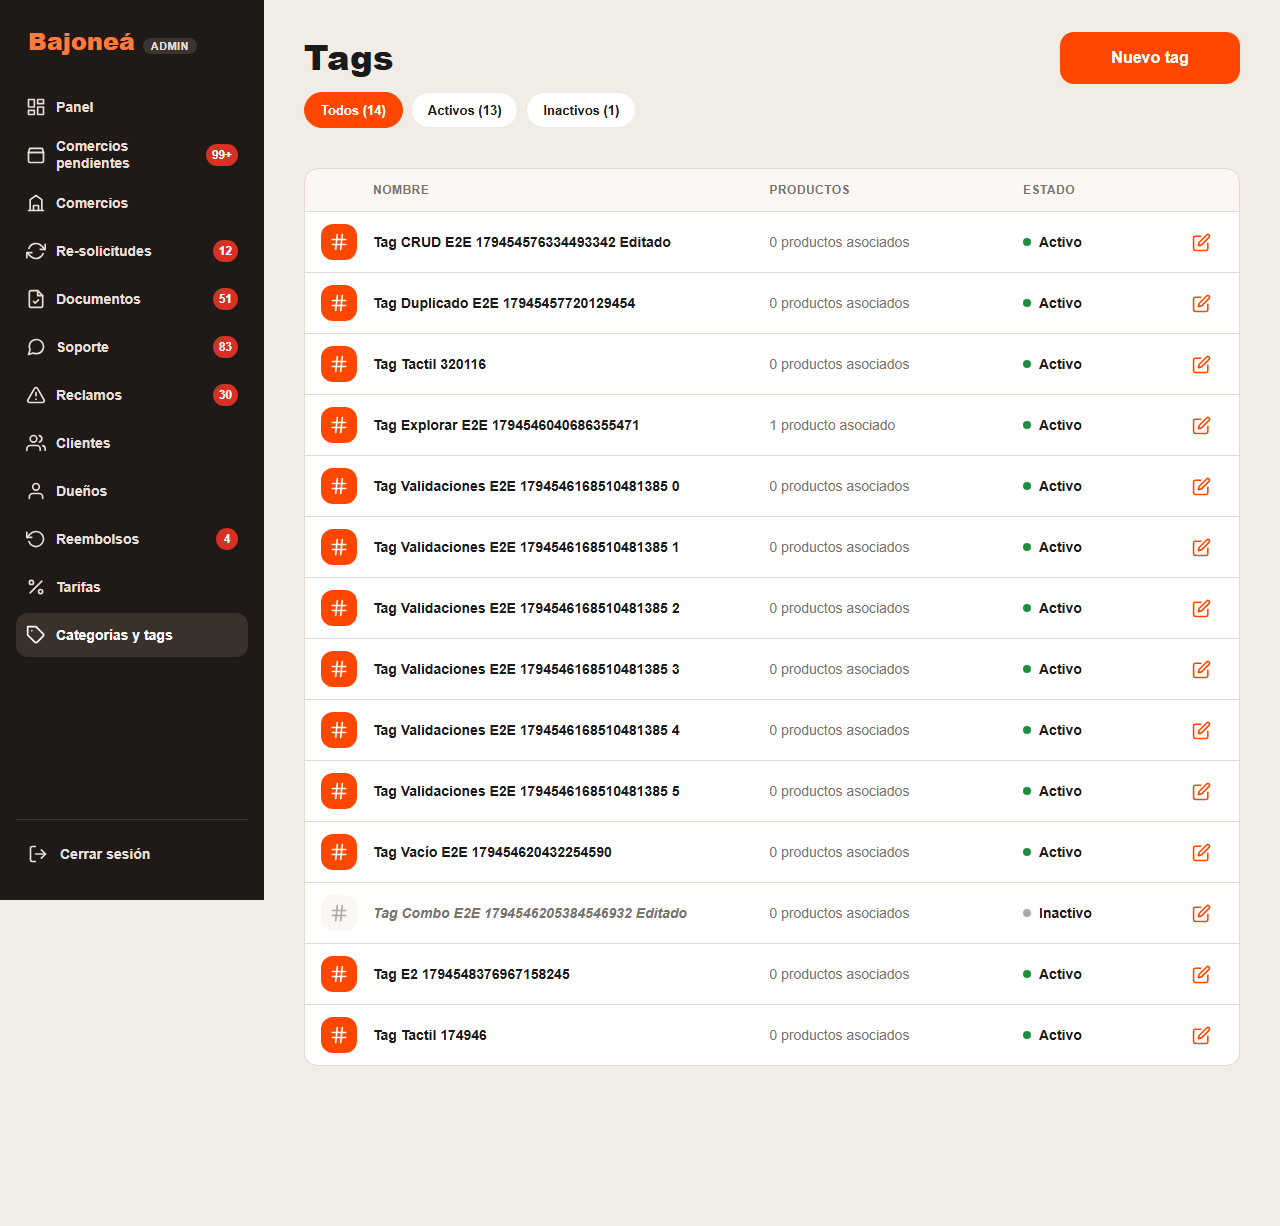 Bajoneá ADMIN
Panel
Comercios
pendientes 99+
Comercios
Re-solicitudes 12
Documentos 51
Soporte 83
Reclamos 30
Clientes
Dueños
Reembolsos 4
Tarifas
Categorías y tags
Cerrar sesión
Tags
Nuevo tag
Todos (14) Activos (13) Inactivos (1)
NOMBRE PRODUCTOS ESTADO
Tag CRUD E2E 179454576334493342 Editado 0 productos asociados Activo
Tag Duplicado E2E 17945457720129454 0 productos asociados Activo
Tag Tactil 320116 0 productos asociados Activo
Tag Explorar E2E 1794546040686355471 1 producto asociado Activo
Tag Validaciones E2E 1794546168510481385 0 0 productos asociados Activo
Tag Validaciones E2E 1794546168510481385 1 0 productos asociados Activo
Tag Validaciones E2E 1794546168510481385 2 0 productos asociados Activo
Tag Validaciones E2E 1794546168510481385 3 0 productos asociados Activo
Tag Validaciones E2E 1794546168510481385 4 0 productos asociados Activo
Tag Validaciones E2E 1794546168510481385 5 0 productos asociados Activo
Tag Vacío E2E 179454620432254590 0 productos asociados Activo
Tag Combo E2E 1794546205384546932 Editado 0 productos asociados Inactivo
Tag E2 1794548376967158245 0 productos asociados Activo
Tag Tactil 174946 0 productos asociados Activo